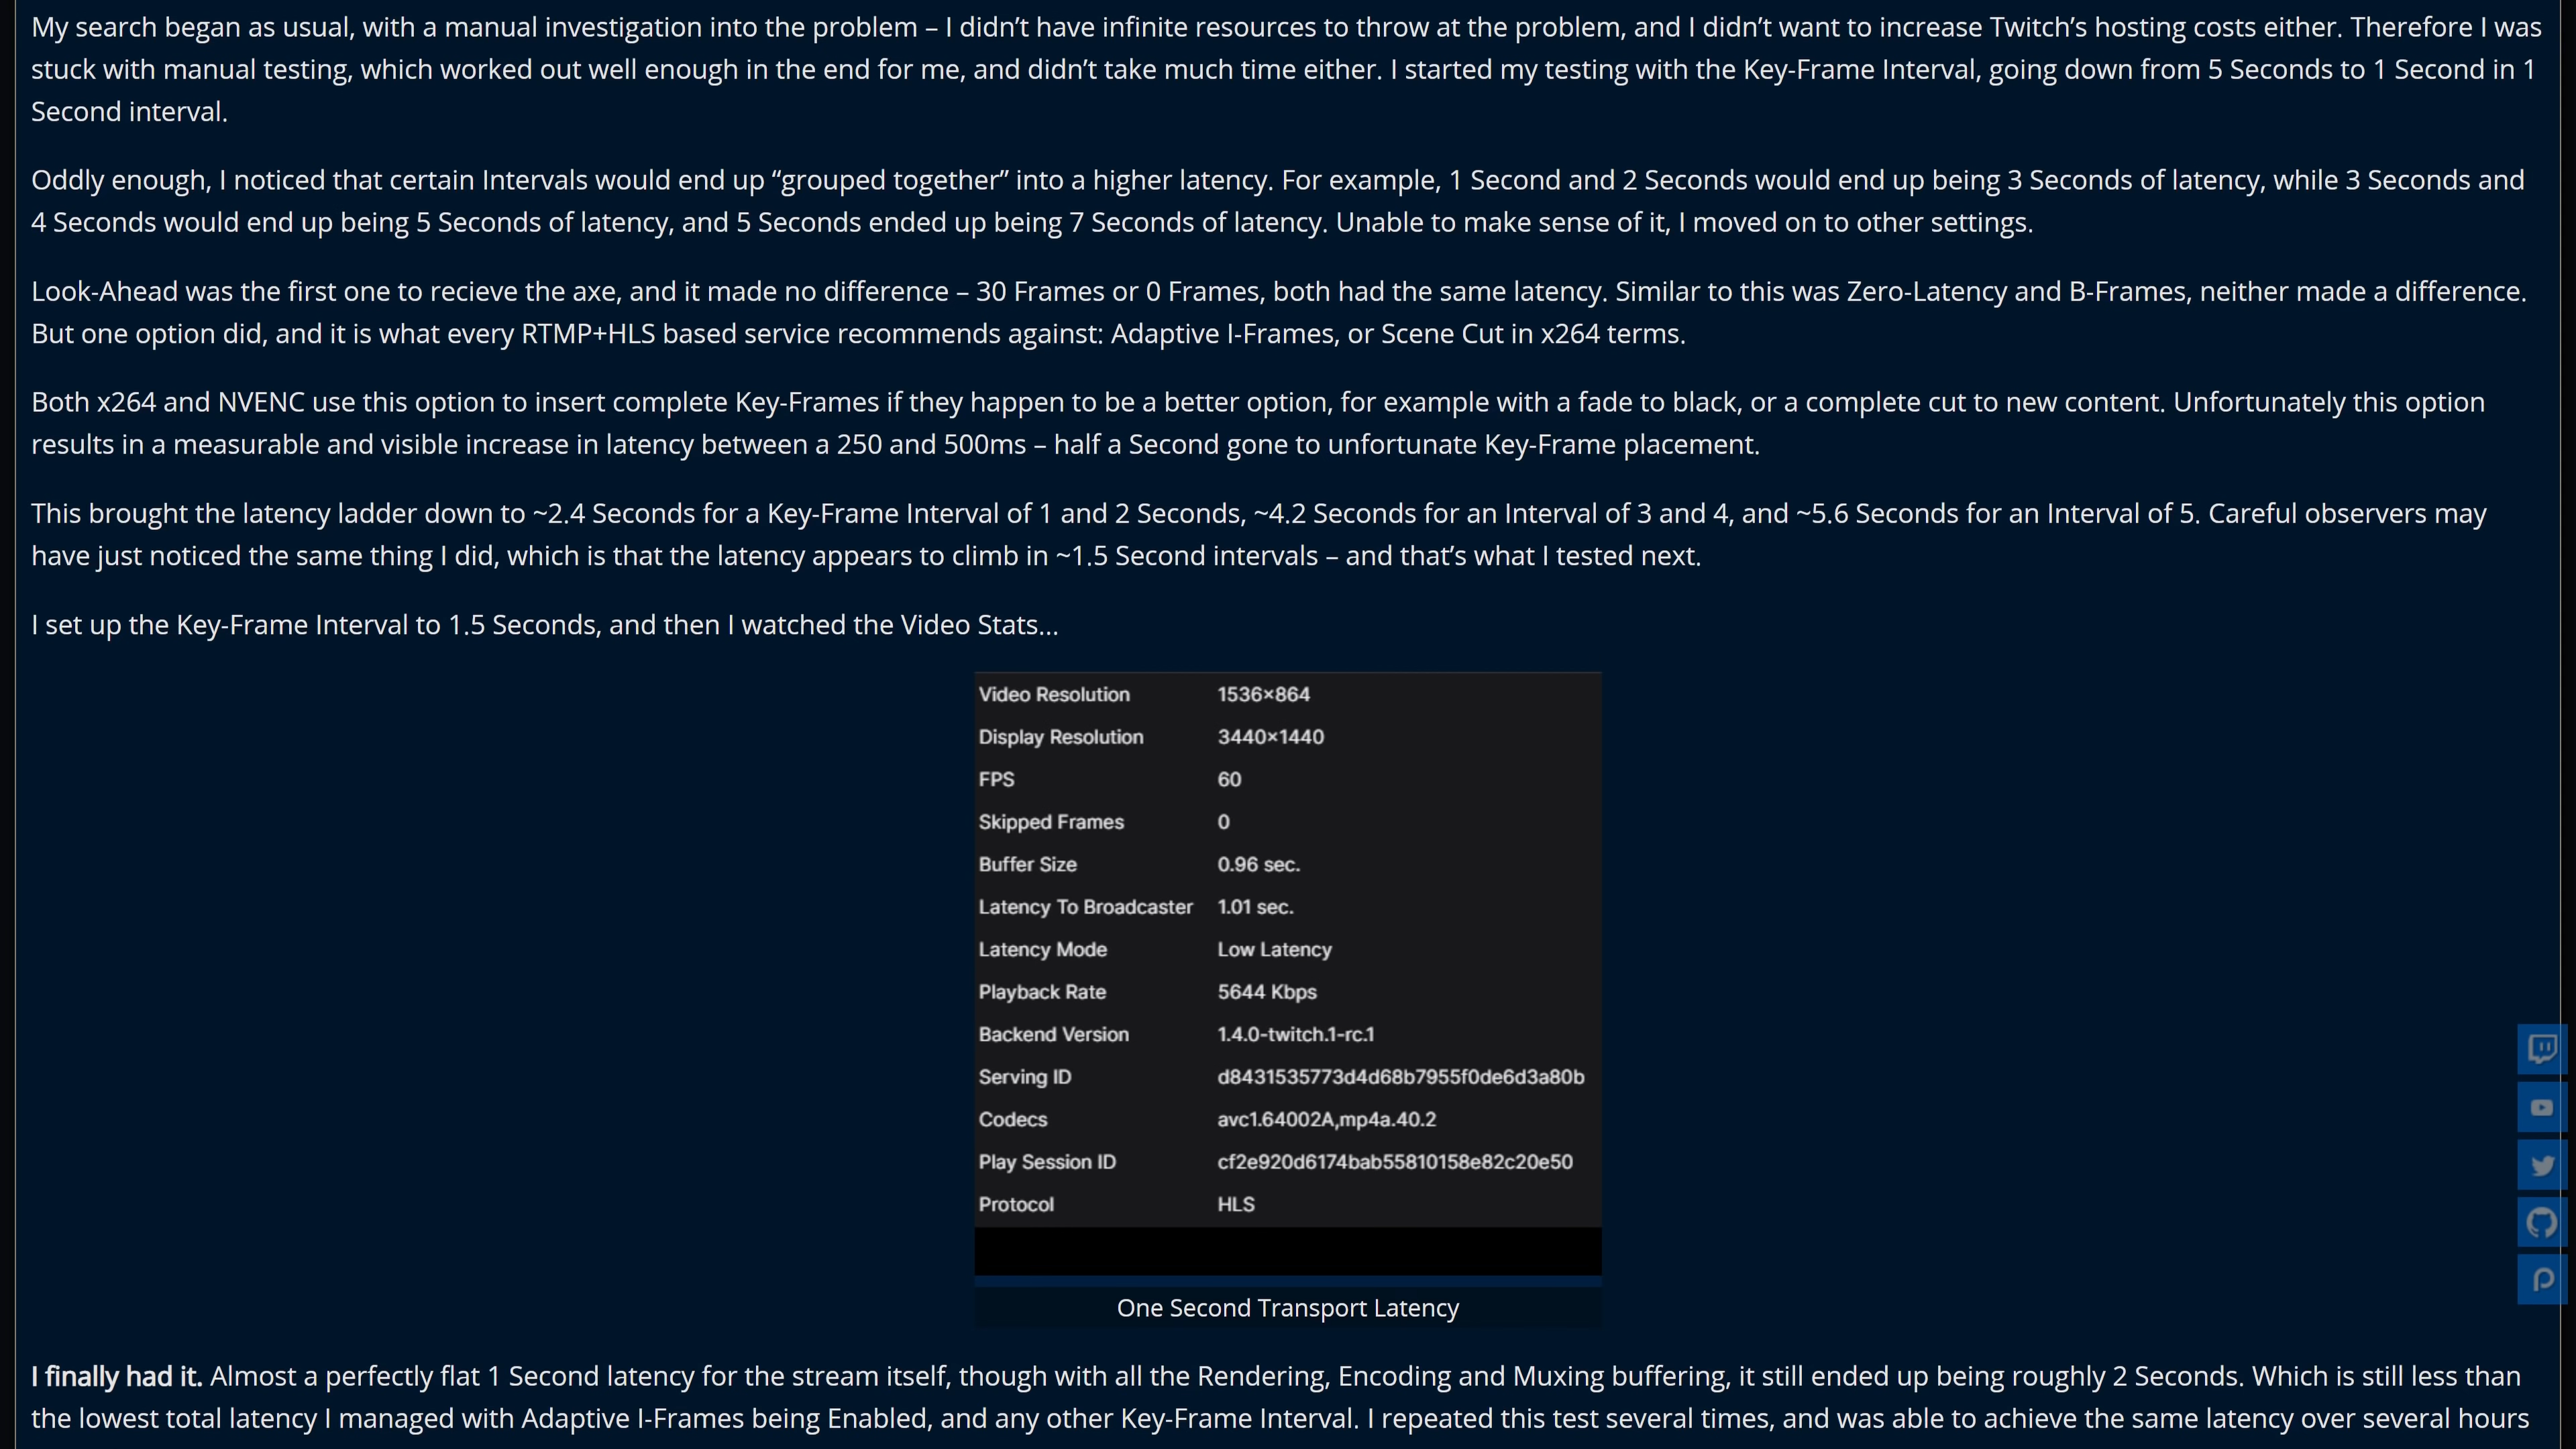 My search began as usual, with a manual investigation into the problem – I didn’t have infinite resources to throw at the problem, and I didn’t want to increase Twitch’s hosting costs either. Therefore I was
stuck with manual testing, which worked out well enough in the end for me, and didn’t take much time either. I started my testing with the Key-Frame Interval, going down from 5 Seconds to 1 Second in 1
Second interval.
Oddly enough, I noticed that certain Intervals would end up “grouped together” into a higher latency. For example, 1 Second and 2 Seconds would end up being 3 Seconds of latency, while 3 Seconds and
4 Seconds would end up being 5 Seconds of latency, and 5 Seconds ended up being 7 Seconds of latency. Unable to make sense of it, I moved on to other settings.
Look-Ahead was the first one to recieve the axe, and it made no difference – 30 Frames or 0 Frames, both had the same latency. Similar to this was Zero-Latency and B-Frames, neither made a difference.
But one option did, and it is what every RTMP+HLS based service recommends against: Adaptive I-Frames, or Scene Cut in x264 terms.
Both x264 and NVENC use this option to insert complete Key-Frames if they happen to be a better option, for example with a fade to black, or a complete cut to new content. Unfortunately this option
results in a measurable and visible increase in latency between a 250 and 500ms – half a Second gone to unfortunate Key-Frame placement.
This brought the latency ladder down to ~2.4 Seconds for a Key-Frame Interval of 1 and 2 Seconds, ~4.2 Seconds for an Interval of 3 and 4, and ~5.6 Seconds for an Interval of 5. Careful observers may
have just noticed the same thing I did, which is that the latency appears to climb in ~1.5 Second intervals – and that’s what I tested next.
I set up the Key-Frame Interval to 1.5 Seconds, and then I watched the Video Stats…
Video Resolution 1536×864
Display Resolution 3440×1440
FPS 60
Skipped Frames 0
Buffer Size 0.96 sec.
Latency To Broadcaster 1.01 sec.
Latency Mode Low Latency
Playback Rate 5644 Kbps
Backend Version 1.4.0-twitch.1-rc.1
Serving ID d8431535773d4d68b7955f0de6d3a80b
Codecs avc1.64002A,mp4a.40.2
Play Session ID cf2e920d6174bab55810158e82c20e50
Protocol HLS
One Second Transport Latency
I finally had it. Almost a perfectly flat 1 Second latency for the stream itself, though with all the Rendering, Encoding and Muxing buffering, it still ended up being roughly 2 Seconds. Which is still less than
the lowest total latency I managed with Adaptive I-Frames being Enabled, and any other Key-Frame Interval. I repeated this test several times, and was able to achieve the same latency over several hours